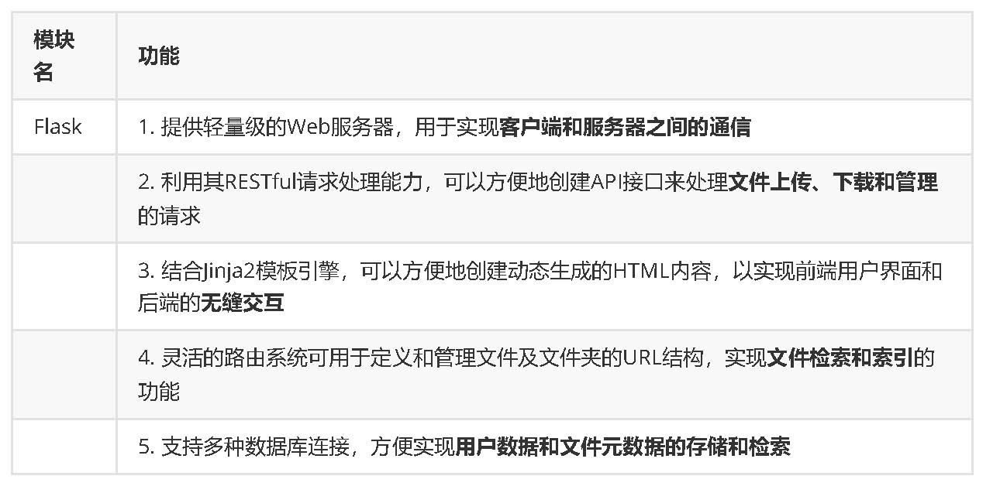 模块
名
功能
Flask
1. 提供轻量级的Web服务器，用于实现客户端和服务器之间的通信
2. 利用其RESTful请求处理能力，可以方便地创建API接口来处理文件上传、下载和管理
的请求
3. 结合Jinja2模板引擎，可以方便地创建动态生成的HTML内容，以实现前端用户界面和
后端的无缝交互
4. 灵活的路由系统可用于定义和管理文件及文件夹的URL结构，实现文件检索和索引的
功能
5. 支持多种数据库连接，方便实现用户数据和文件元数据的存储和检索